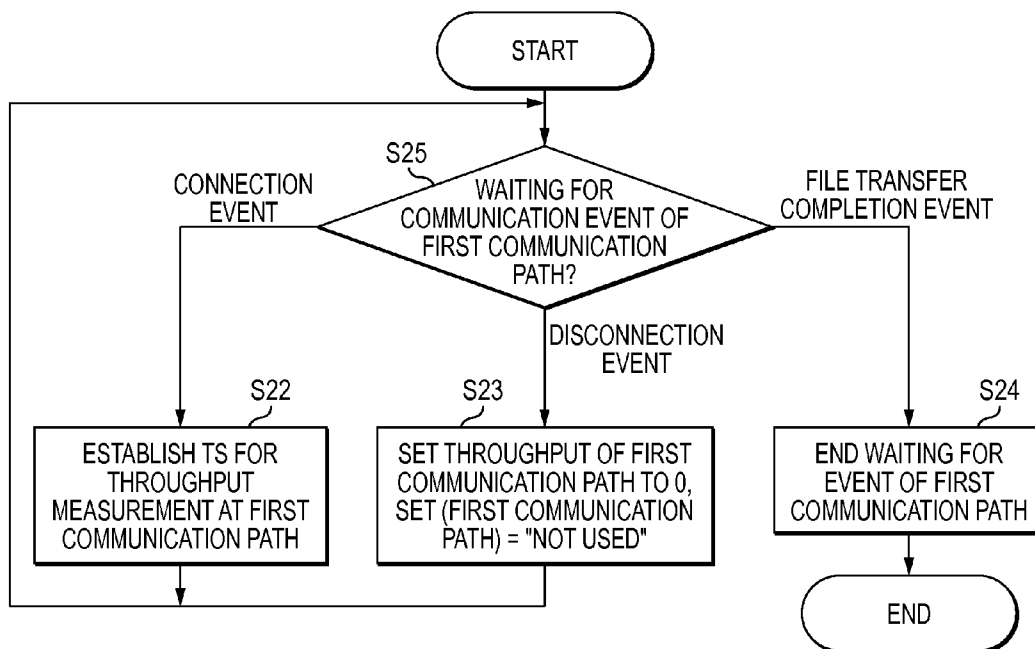 START
S25
CONNECTION
EVENT
WAITING FOR
COMMUNICATION EVENT OF
FIRST COMMUNICATION
PATH?
FILE TRANSFER
COMPLETION EVENT
DISCONNECTION
EVENT
S22
ESTABLISH TS FOR
THROUGHPUT
MEASUREMENT AT FIRST
COMMUNICATION PATH
S23
SET THROUGHPUT OF FIRST
COMMUNICATION PATH TO 0,
SET (FIRST COMMUNICATION
PATH) = "NOT USED"
S24
END WAITING FOR
EVENT OF FIRST
COMMUNICATION PATH
END